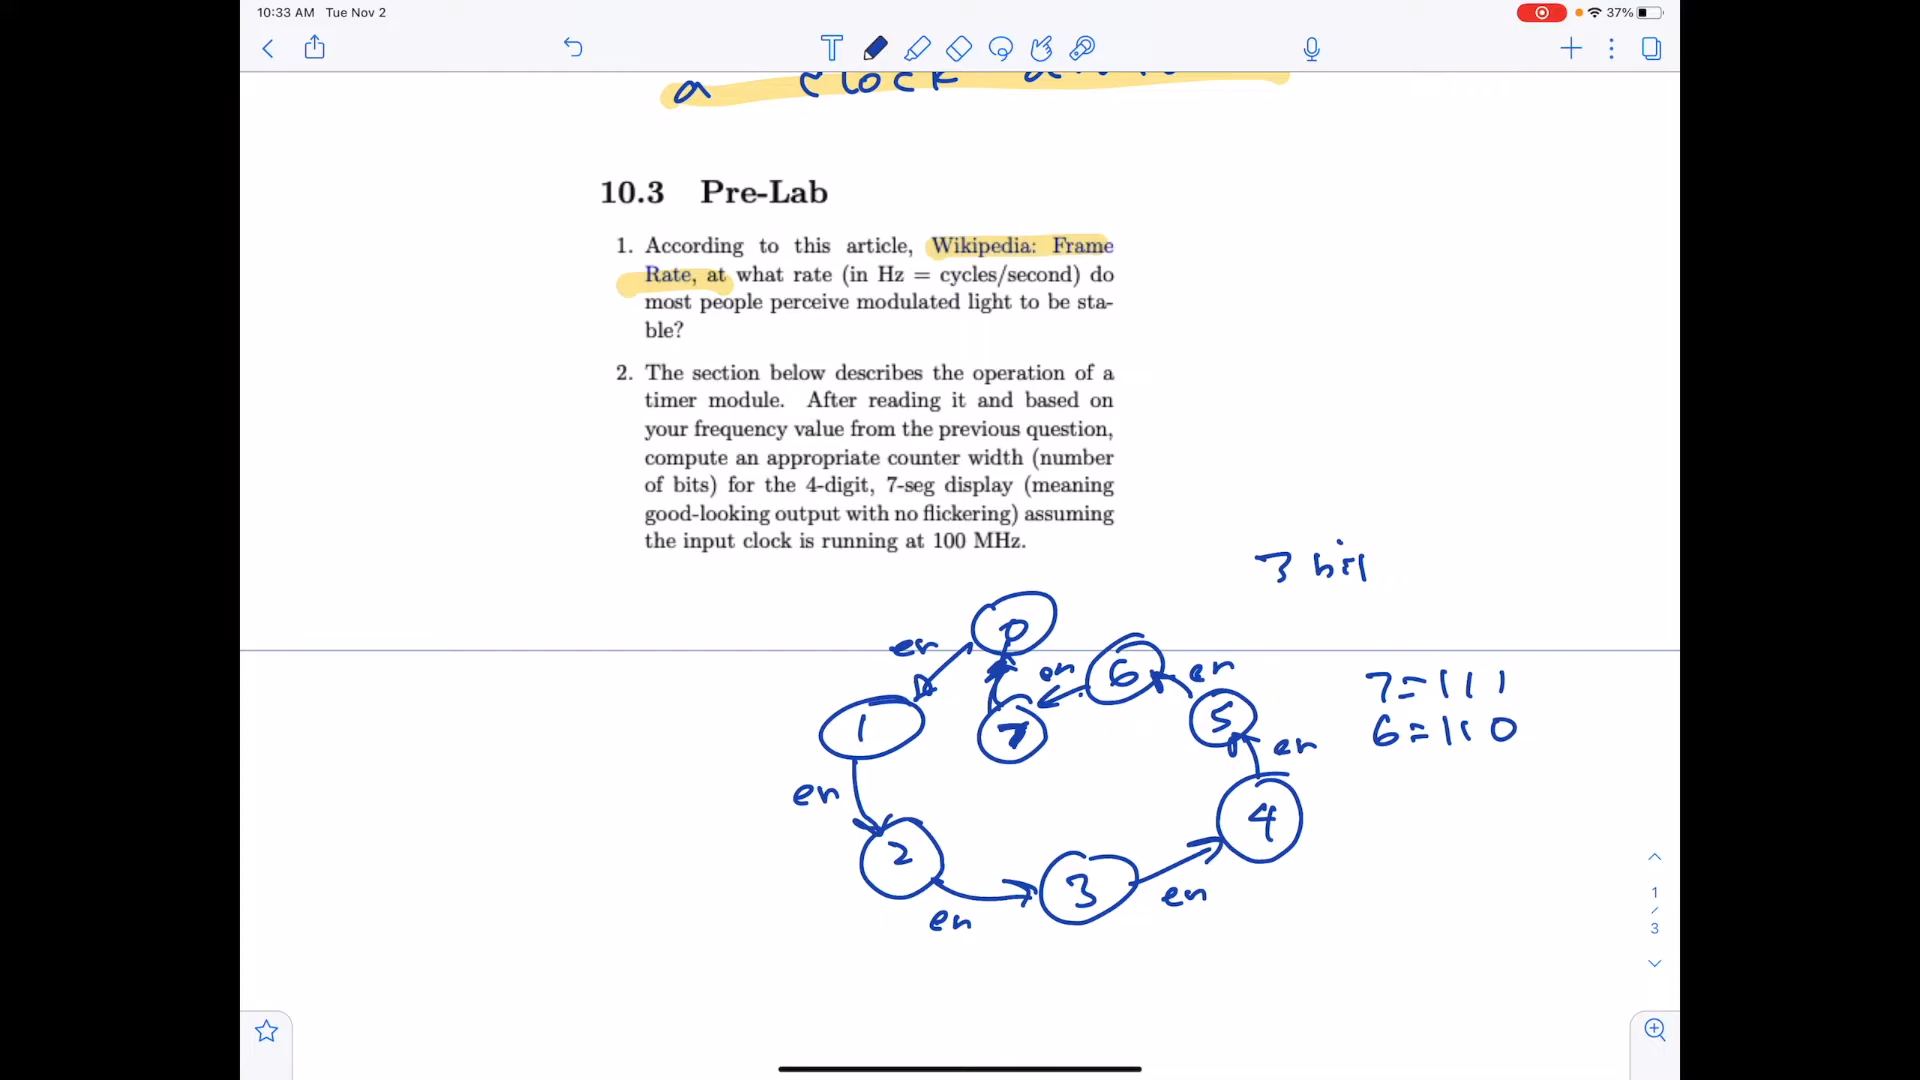 10:33 AM Tue Nov 2
37%
a clock
10.3 Pre-Lab
1. According to this article, Wikipedia: Frame
Rate, at what rate (in Hz = cycles/second) do
most people perceive modulated light to be sta-
ble?
2. The section below describes the operation of a
timer module. After reading it and based on
your frequency value from the previous question,
compute an appropriate counter width (number
of bits) for the 4-digit, 7-seg display (meaning
good-looking output with no flickering) assuming
the input clock is running at 100 MHz.
3 bit
0
en
6
en
en
7 = 111
1
7
5
6 = 110
en
en
4
2
3
en
en
1
/
3